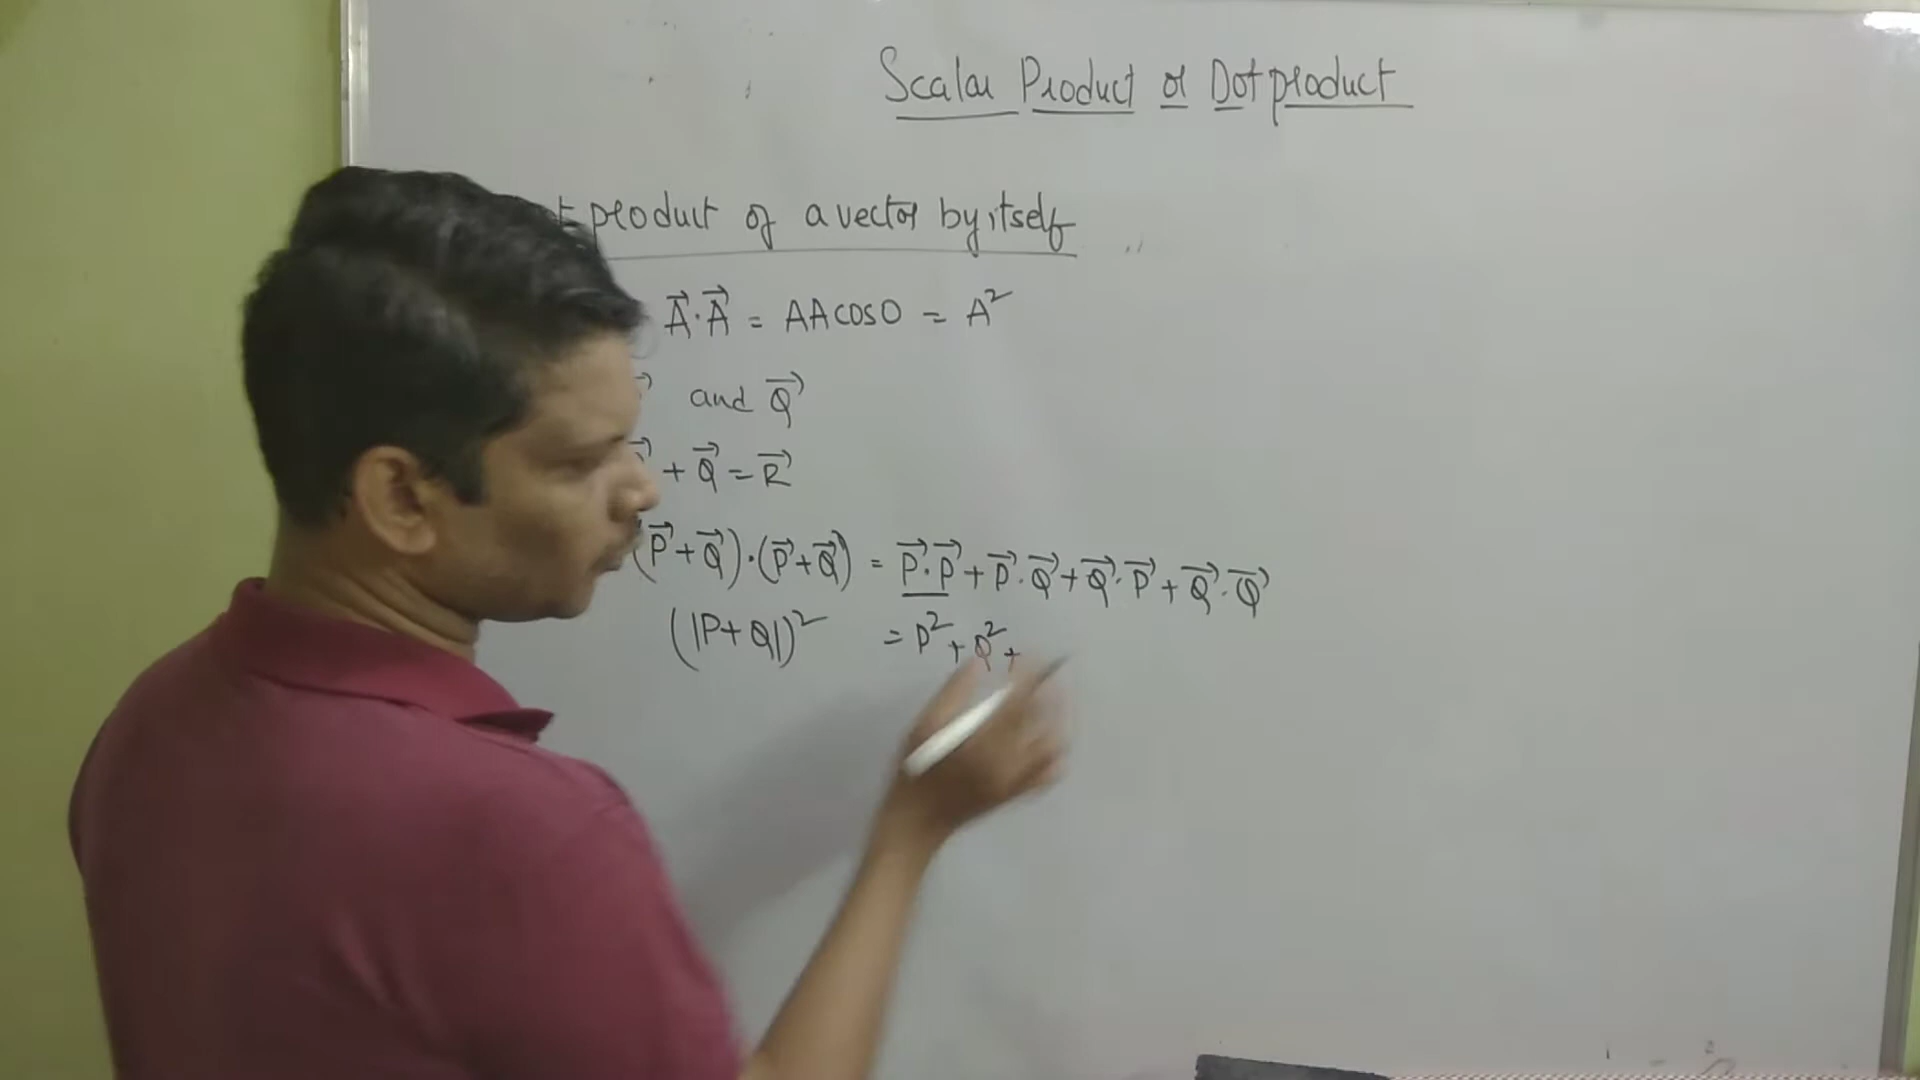 Scalar Product or Dot product
product of a vector by itself
A⃗·A⃗ = AA cos0 = A²
and Q⃗
+ Q⃗ = R⃗
(P⃗+Q⃗)·(P⃗+Q⃗) = P⃗·P⃗ + P⃗·Q⃗ + Q⃗·P⃗ + Q⃗·Q⃗
(|P+Q|)² = P² + Q² +